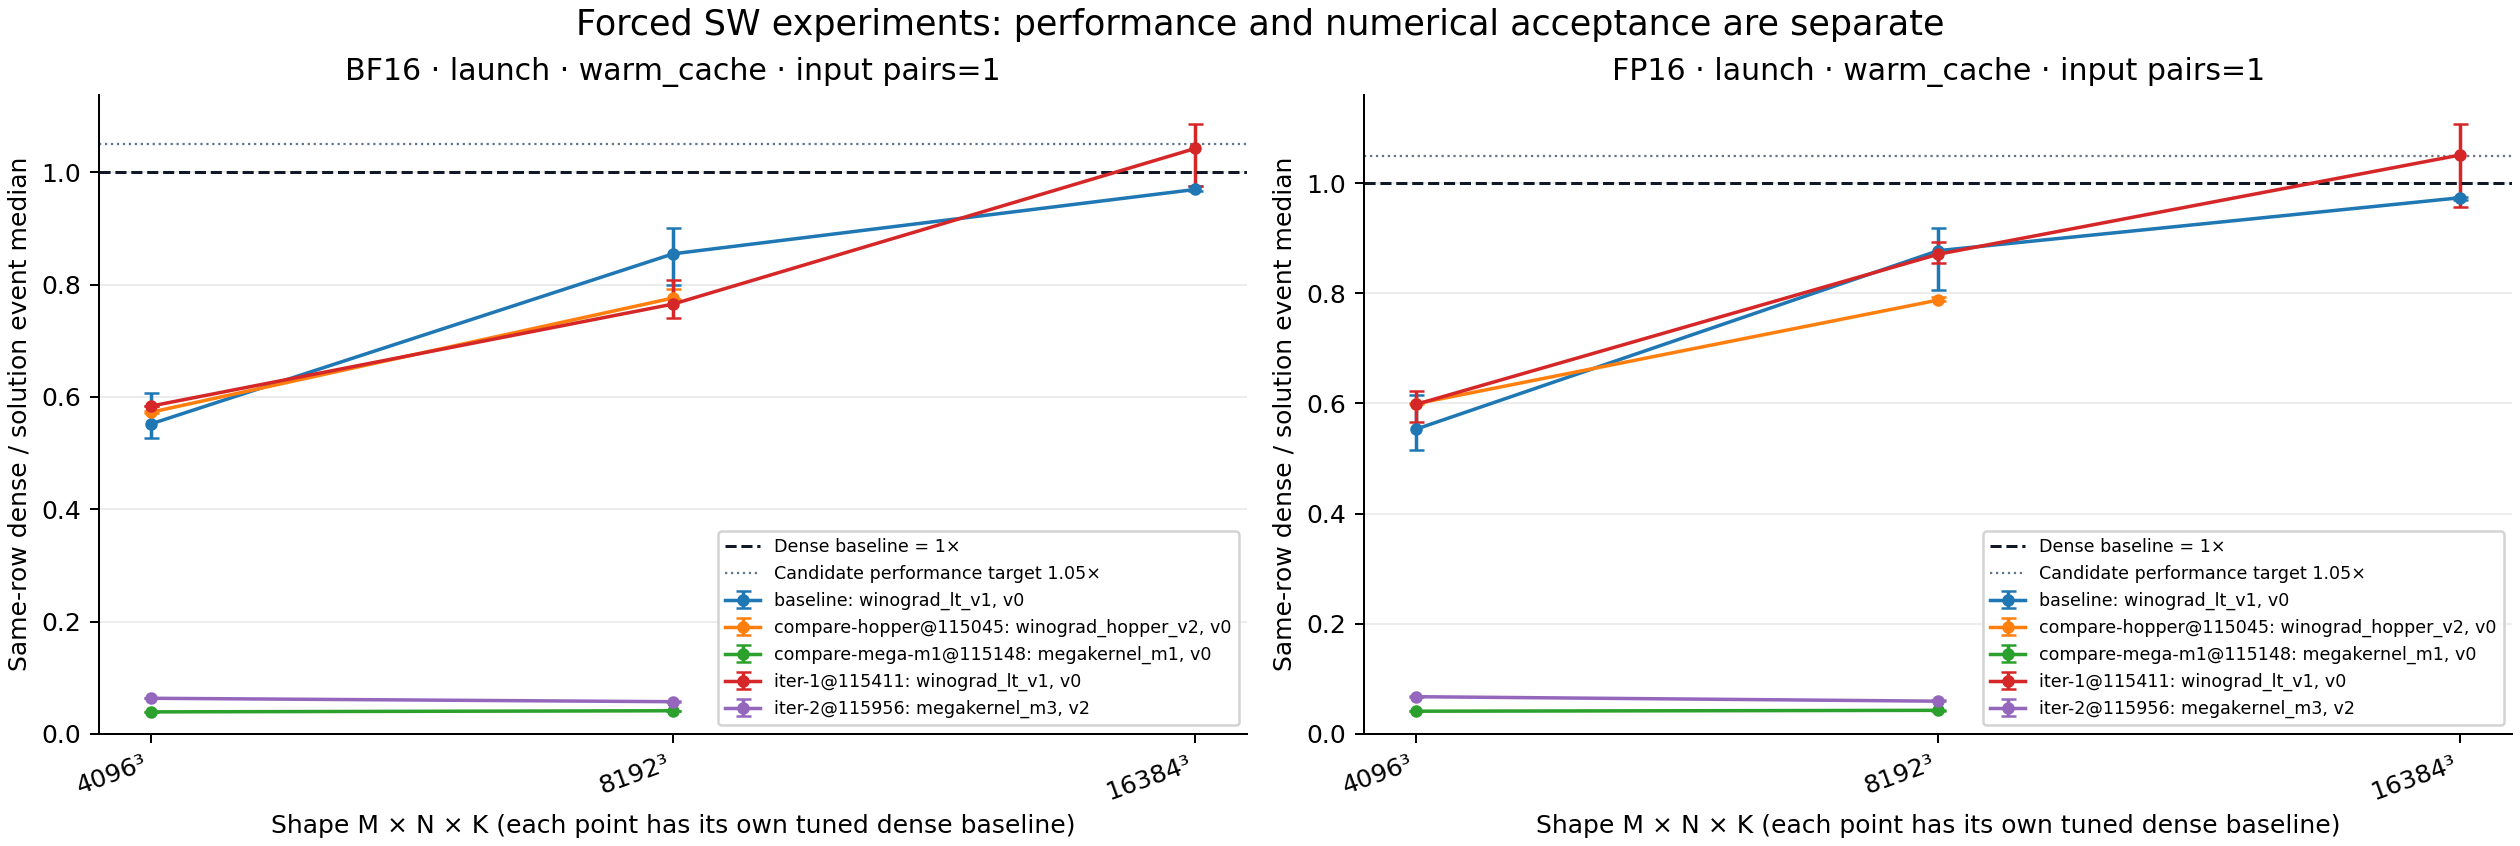 Forced SW experiments: performance and numerical acceptance are separate
BF16 · launch · warm_cache · input pairs=1
Same-row dense / solution event median
1.0
0.8
0.6
0.4
0.2
0.0
Dense baseline = 1×
Candidate performance target 1.05×
baseline: winograd_lt_v1, v0
compare-hopper@115045: winograd_hopper_v2, v0
compare-mega-m1@115148: megakernel_m1, v0
iter-1@115411: winograd_lt_v1, v0
iter-2@115956: megakernel_m3, v2
4096³
8192³
16384³
Shape M × N × K (each point has its own tuned dense baseline)
FP16 · launch · warm_cache · input pairs=1
Same-row dense / solution event median
1.0
0.8
0.6
0.4
0.2
0.0
Dense baseline = 1×
Candidate performance target 1.05×
baseline: winograd_lt_v1, v0
compare-hopper@115045: winograd_hopper_v2, v0
compare-mega-m1@115148: megakernel_m1, v0
iter-1@115411: winograd_lt_v1, v0
iter-2@115956: megakernel_m3, v2
4096³
8192³
16384³
Shape M × N × K (each point has its own tuned dense baseline)